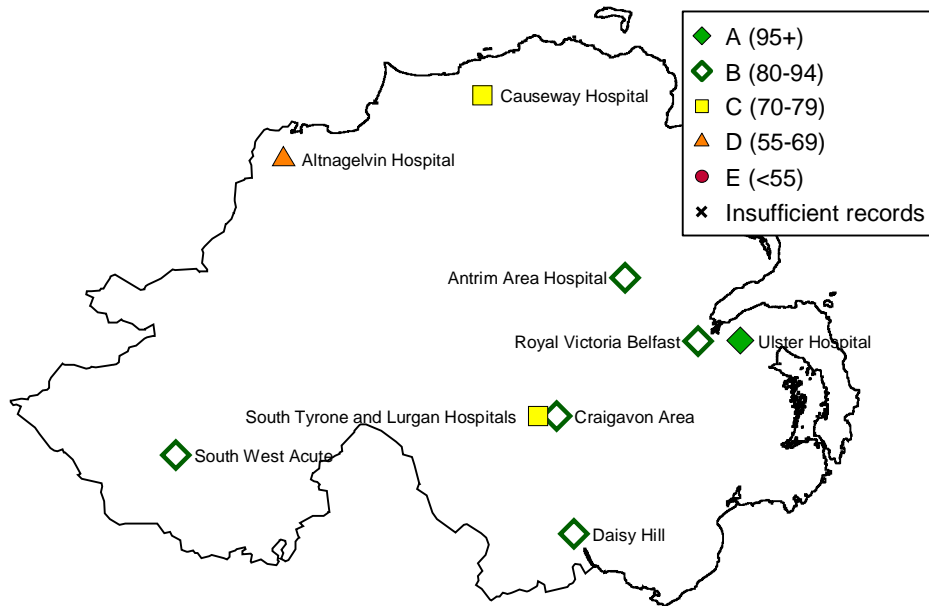 A (95+)
B (80-94)
C (70-79)
D (55-69)
E (<55)
Insufficient records
Causeway Hospital
Altnagelvin Hospital
Antrim Area Hospital
Royal Victoria Belfast
Ulster Hospital
South Tyrone and Lurgan Hospitals
Craigavon Area
South West Acute
Daisy Hill